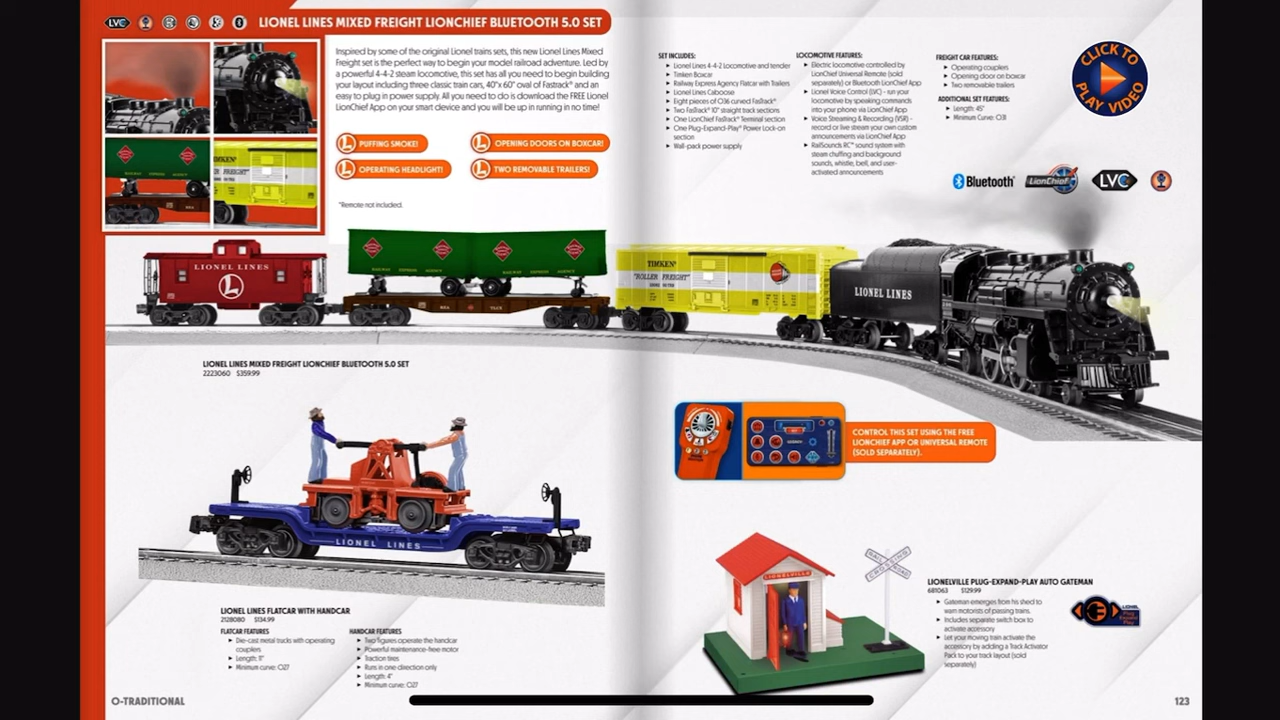 LVC
LIONEL LINES MIXED FREIGHT LIONCHIEF BLUETOOTH 5.0 SET
Inspired by some of the original Lionel trains sets, this new Lionel Lines Mixed
Freight set is the perfect way to begin your model railroad adventure. Led by
a powerful 4-4-2 steam locomotive, this set has all you need to begin building
your layout including three classic train cars, 40"x 60" oval of Fastrack® and an
easy to plug in power supply. All you need to do is download the FREE Lionel
LionChief App on your smart device and you will be up in running in no time!
L PUFFING SMOKE!
L OPENING DOORS ON BOXCAR!
L OPERATING HEADLIGHT!
L TWO REMOVABLE TRAILERS!
*Remote not included.
SET INCLUDES:
► Lionel Lines 4-4-2 Locomotive and tender
► Timken Boxcar
► Railway Express Agency Flatcar with Trailers
► Lionel Lines Caboose
► Eight pieces of O36 curved FasTrack®
► Two FasTrack® 10" straight track sections
► One LionChief FasTrack® Terminal section
► One Plug-Expand-Play® Power Lock-on
section
► Wall-pack power supply
LOCOMOTIVE FEATURES:
► Electric locomotive controlled by
LionChief Universal Remote (sold
separately) or Bluetooth LionChief App
► Lionel Voice Control (LVC) - run your
locomotive by speaking commands
into your phone via LionChief App
► Voice Streaming & Recording (VSR) -
record or live stream your own custom
announcements via LionChief App
► RailSounds RC™ sound system with
steam chuffing and background
sounds, whistle, bell, and user-
activated announcements
FREIGHT CAR FEATURES:
► Operating couplers
► Opening door on boxcar
► Two removable trailers
ADDITIONAL SET FEATURES:
► Length: 45"
► Minimum Curve: O31
CLICK TO
PLAY VIDEO
Bluetooth®
LionChief
LVC
RAILWAY EXPRESS AGENCY
TIMKEN
LIONEL LINES
L
RAILWAY EXPRESS AGENCY
RAILWAY EXPRESS AGENCY
TIMKEN®
"ROLLER FREIGHT"
LIONEL LINES
LIONEL LINES MIXED FREIGHT LIONCHIEF BLUETOOTH 5.0 SET
2223060 $359.99
CONTROL THIS SET USING THE FREE
LIONCHIEF APP OR UNIVERSAL REMOTE
(SOLD SEPARATELY).
LIONEL LINES
LIONEL LINES FLATCAR WITH HANDCAR
2128080 $134.99
FLATCAR FEATURES
► Die-cast metal trucks with operating
couplers
► Length: 11"
► Minimum curve: O27
HANDCAR FEATURES
► Two figures operate the handcar
► Powerful maintenance-free motor
► Traction tires
► Runs in one direction only
► Length: 4"
► Minimum curve: O27
LIONELVILLE
RAILROAD
CROSSING
LIONELVILLE PLUG-EXPAND-PLAY AUTO GATEMAN
681063 $129.99
► Gateman emerges from his shed to
warn motorists of passing trains.
► Includes separate switch box to
activate accessory
► Let your moving train activate the
accessory by adding a Track Activator
Pack to your track layout (sold
separately)
LIONEL
Plug
Expand
Play
O-TRADITIONAL
123